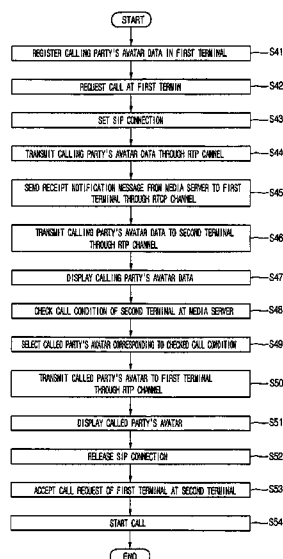 START
REGISTER CALLING PARTY'S AVATAR DATA IN FIRST TERMINAL
S41
REQUEST CALL AT FIRST TERMIN
S42
SET SIP CONNECTION
S43
TRANSMIT CALLING PARTY'S AVATAR DATA THROUGH RTP CANNEL
S44
SEND RECEIPT NOTIFICATION MESSAGE FROM MEDIA SERVER TO FIRST
TERMINAL THROUGH RTCP CHANNEL
S45
TRANSMIT CALLING PARTY'S AVATAR DATA TO SECOND TERMINAL
THROUGH RTP CHANNEL
S46
DISPLAY CALLING PARTY'S AVATAR DATA
S47
CHECK CALL CONDITION OF SECOND TERMINAL AT MEDIA SERVER
S48
SELECT CALLED PARTY'S AVATAR CORRESPONDING TO CHECKED CALL CONDITION
S49
TRANSMIT CALLED PARTY'S AVATAR TO FIRST TERMINAL
THROUGH RTP CHANNEL
S50
DISPLAY CALLED PARTY'S AVATAR
S51
RELEASE SIP CONNECTION
S52
ACCEPT CALL REQUEST OF FIRST TERMINAL AT SECOND TERMINAL
S53
START CALL
S54
END